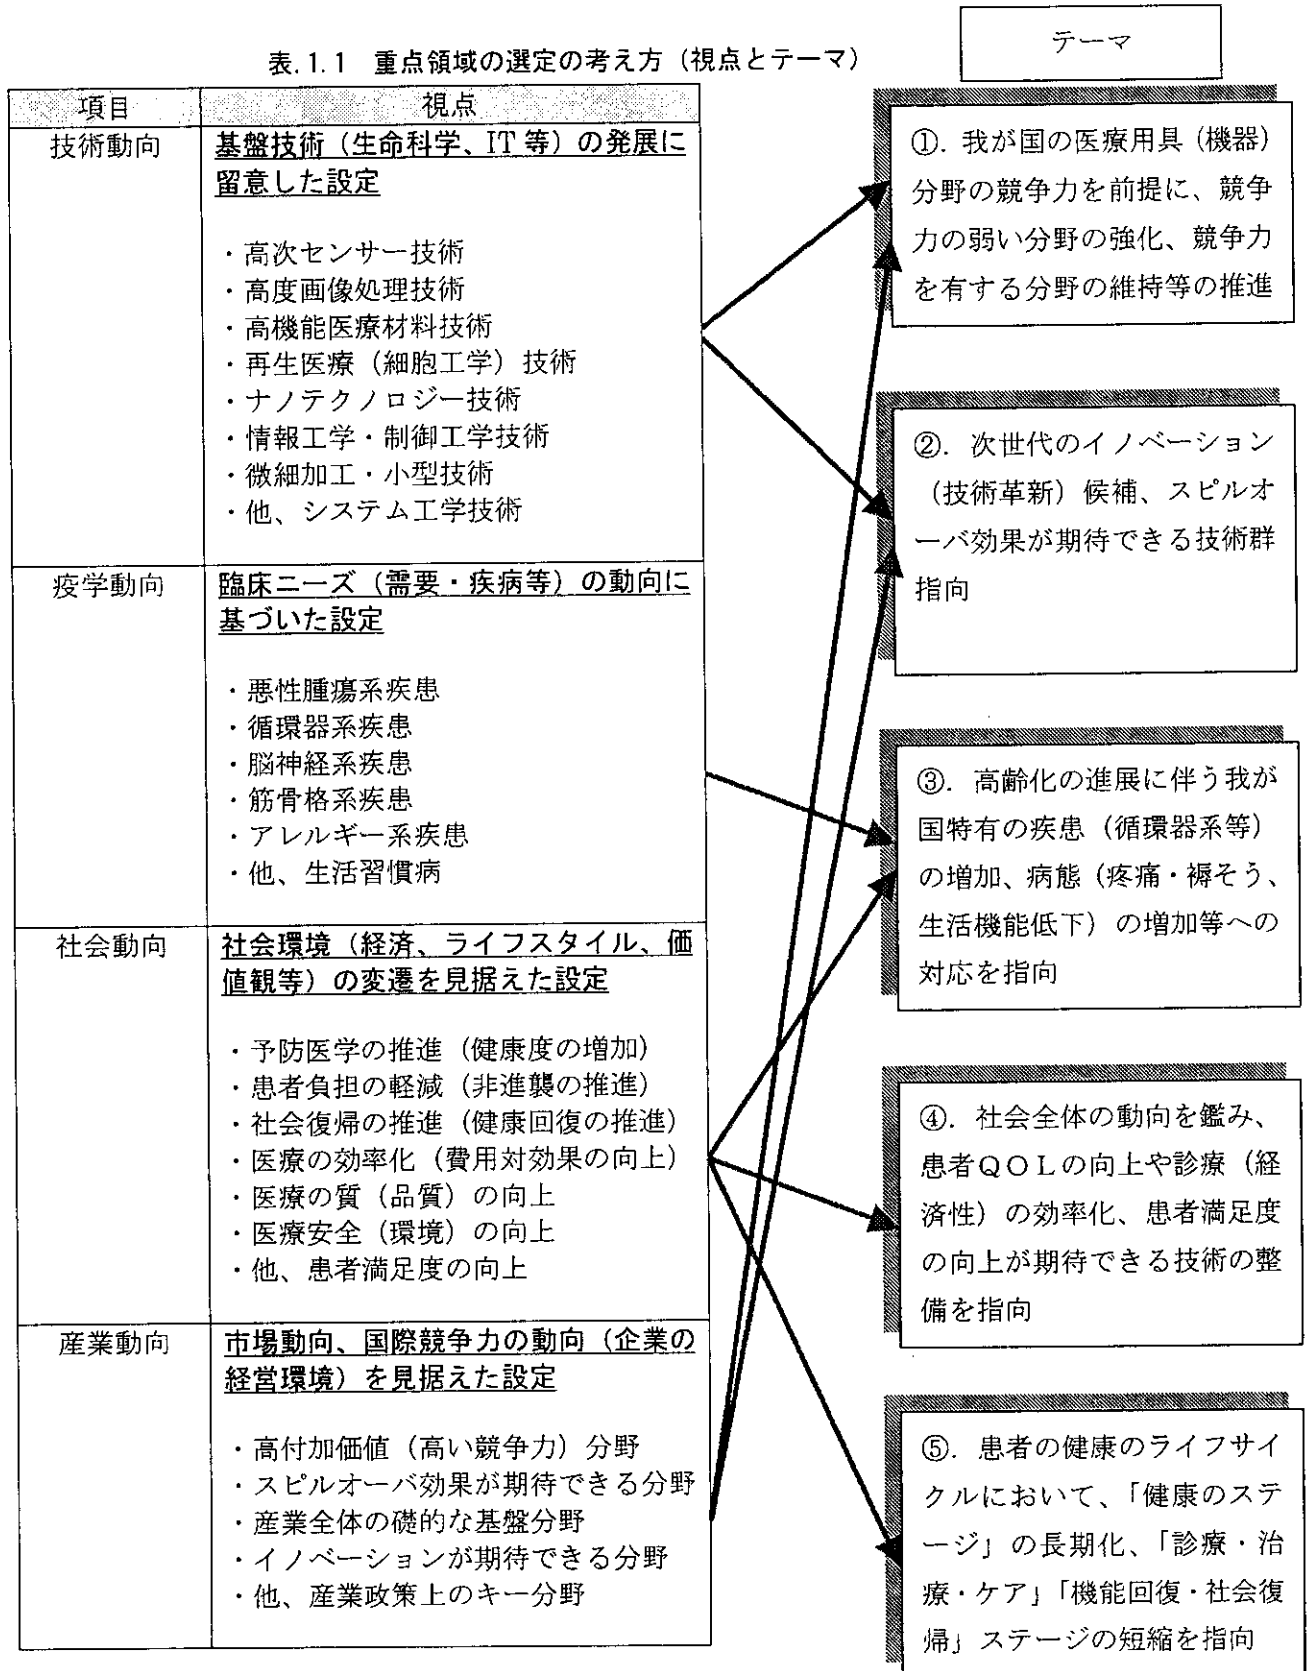 表.1.1 重点領域の選定の考え方(視点とテーマ)
テーマ
項目 視点
技術動向
基盤技術(生命科学、IT 等)の発展に
留意した設定
・高次センサー技術
・高度画像処理技術
・高機能医療材料技術
・再生医療(細胞工学)技術
・ナノテクノロジー技術
・情報工学・制御工学技術
・微細加工・小型技術
・他、システム工学技術
疫学動向
臨床ニーズ(需要・疾病等)の動向に
基づいた設定
・悪性腫瘍系疾患
・循環器系疾患
・脳神経系疾患
・筋骨格系疾患
・アレルギー系疾患
・他、生活習慣病
社会動向
社会環境(経済、ライフスタイル、価
値観等)の変遷を見据えた設定
・予防医学の推進(健康度の増加)
・患者負担の軽減(非進襲の推進)
・社会復帰の推進(健康回復の推進)
・医療の効率化(費用対効果の向上)
・医療の質(品質)の向上
・医療安全(環境)の向上
・他、患者満足度の向上
産業動向
市場動向、国際競争力の動向(企業の
経営環境)を見据えた設定
・高付加価値(高い競争力)分野
・スピルオーバ効果が期待できる分野
・産業全体の礎的な基盤分野
・イノベーションが期待できる分野
・他、産業政策上のキー分野
①. 我が国の医療用具(機器)
分野の競争力を前提に、競争
力の弱い分野の強化、競争力
を有する分野の維持等の推進
②. 次世代のイノベーション
(技術革新)候補、スピルオ
ーバ効果が期待できる技術群
指向
③. 高齢化の進展に伴う我が
国特有の疾患(循環器系等)
の増加、病態(疼痛・褥そう、
生活機能低下)の増加等への
対応を指向
④. 社会全体の動向を鑑み、
患者QOLの向上や診療(経
済性)の効率化、患者満足度
の向上が期待できる技術の整
備を指向
⑤. 患者の健康のライフサイ
クルにおいて、「健康のステ
ージ」の長期化、「診療・治
療・ケア」「機能回復・社会復
帰」ステージの短縮を指向